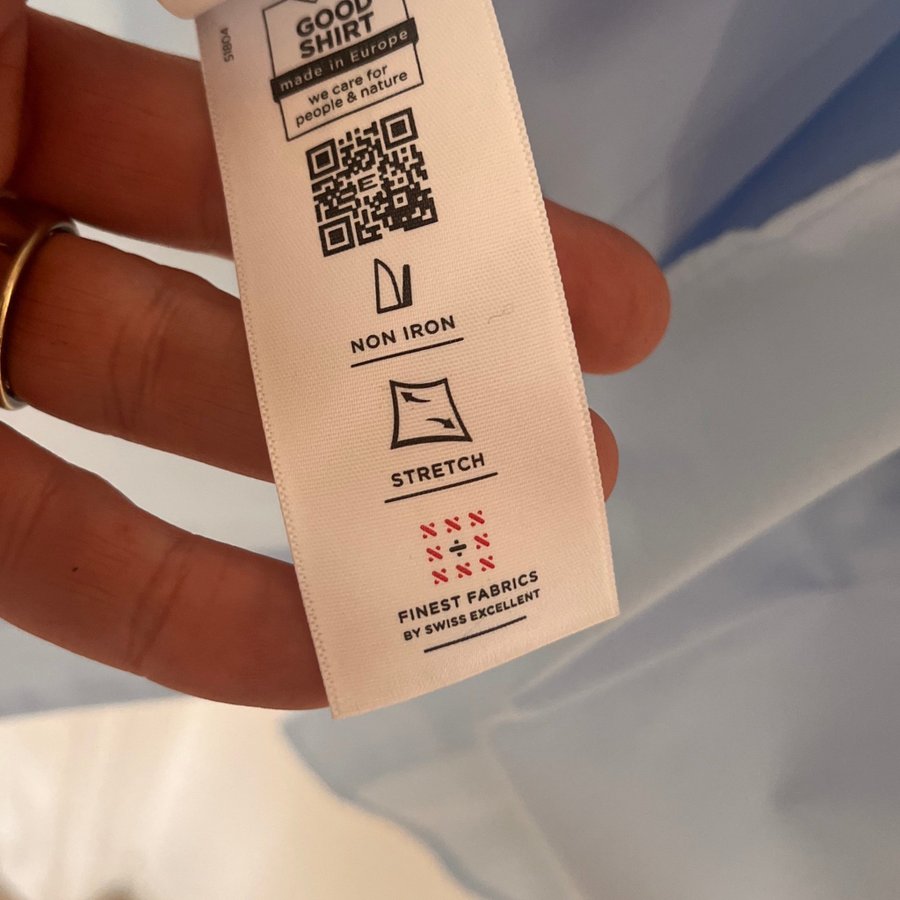 51804
GOOD
SHIRT
made in Europe
we care for
people & nature
E
NON IRON
STRETCH
FINEST FABRICS
BY SWISS EXCELLENT